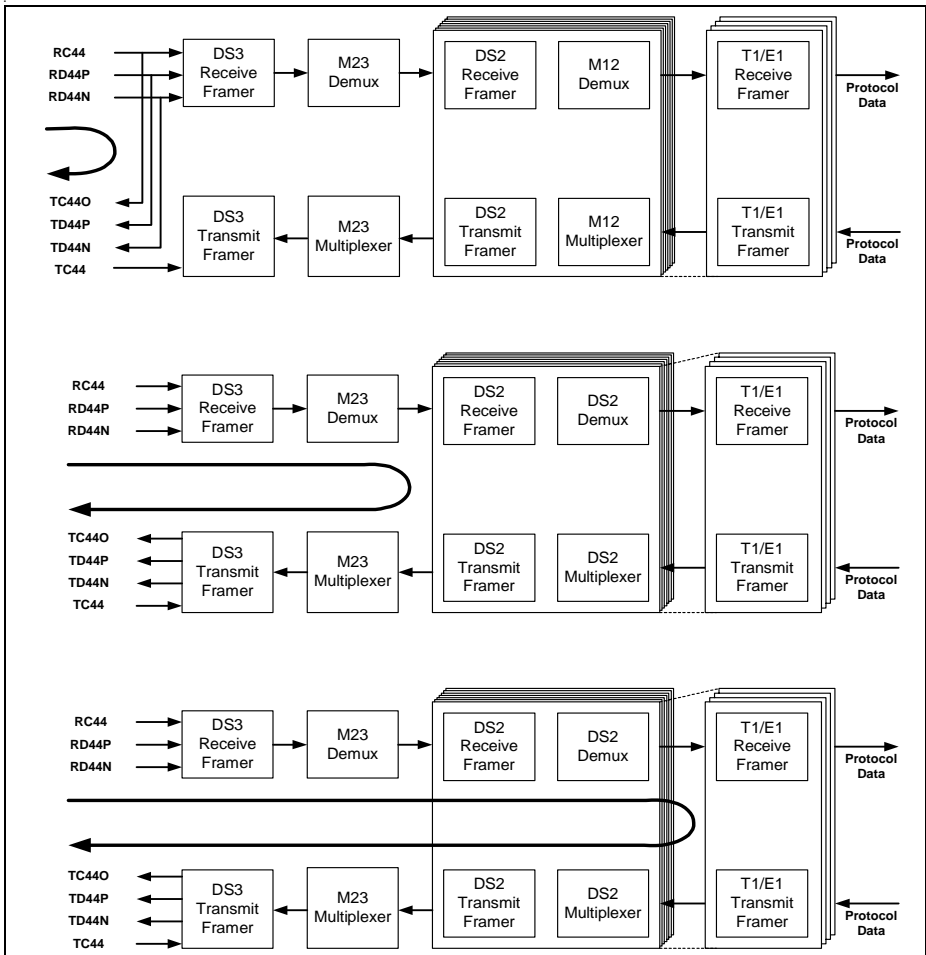 RC44
RD44P
RD44N
DS3
Receive
Framer
M23
Demux
DS2
Receive
Framer
M12
Demux
T1/E1
Receive
Framer
Protocol
Data
TC44O
TD44P
TD44N
TC44
DS3
Transmit
Framer
M23
Multiplexer
DS2
Transmit
Framer
M12
Multiplexer
T1/E1
Transmit
Framer
Protocol
Data
RC44
RD44P
RD44N
DS3
Receive
Framer
M23
Demux
DS2
Receive
Framer
DS2
Demux
T1/E1
Receive
Framer
Protocol
Data
TC44O
TD44P
TD44N
TC44
DS3
Transmit
Framer
M23
Multiplexer
DS2
Transmit
Framer
DS2
Multiplexer
T1/E1
Transmit
Framer
Protocol
Data
RC44
RD44P
RD44N
DS3
Receive
Framer
M23
Demux
DS2
Receive
Framer
DS2
Demux
T1/E1
Receive
Framer
Protocol
Data
TC44O
TD44P
TD44N
TC44
DS3
Transmit
Framer
M23
Multiplexer
DS2
Transmit
Framer
DS2
Multiplexer
T1/E1
Transmit
Framer
Protocol
Data